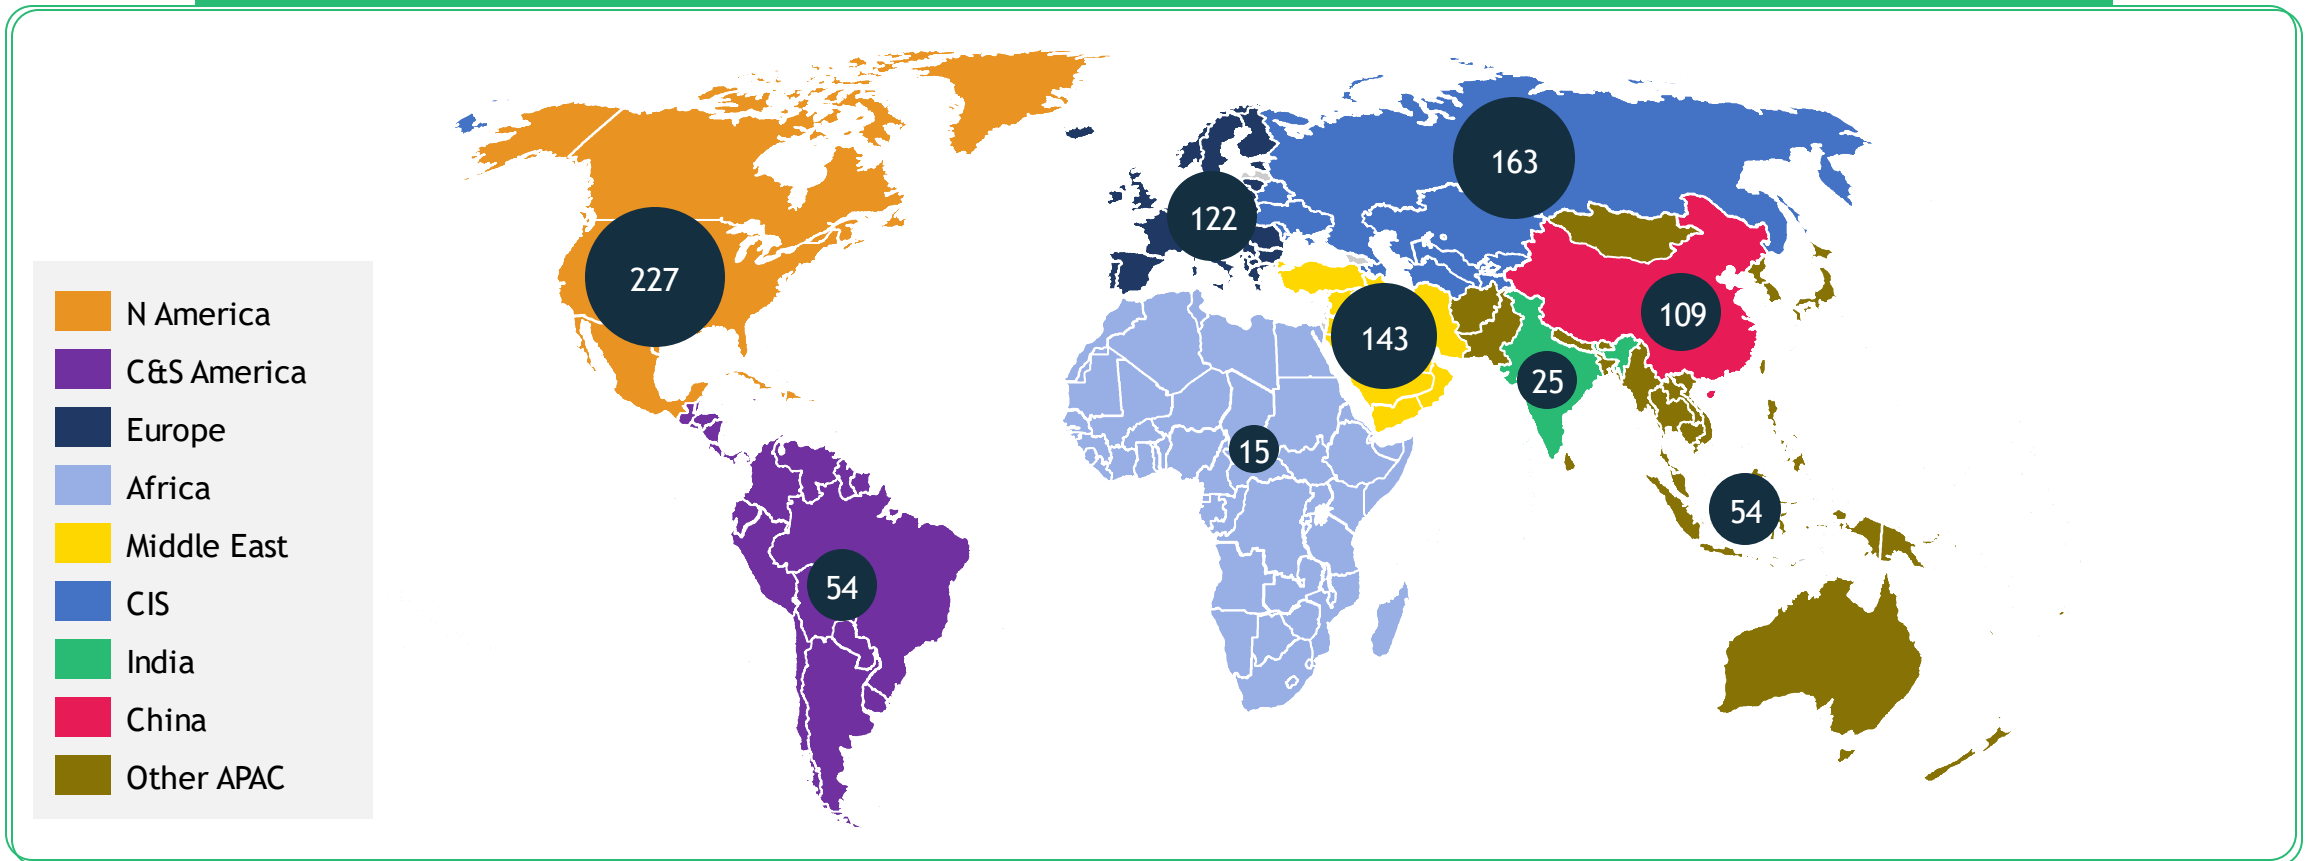 N America
C&S America
Europe
Africa
Middle East
CIS
India
China
Other APAC
163
122
227
109
143
25
15
54
54